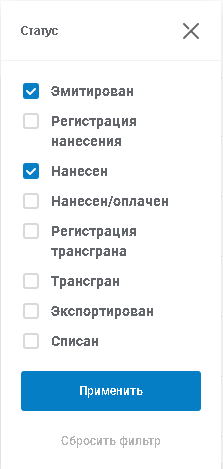 Статус
Эмитирован
Регистрация
нанесения
Нанесен
Нанесен/оплачен
Регистрация
трансграна
Трансгран
Экспортирован
Списан
Применить
Сбросить фильтр